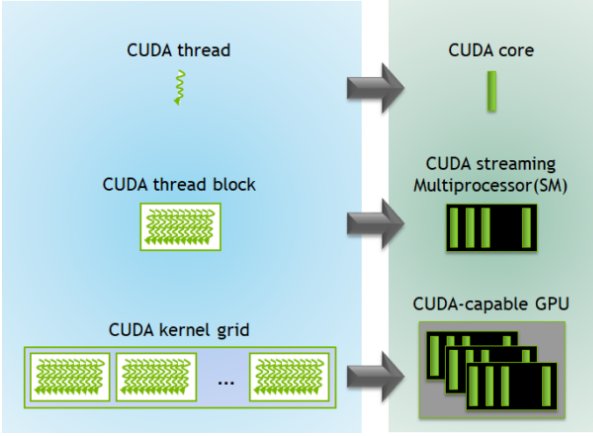 CUDA thread
CUDA core
CUDA thread block
CUDA streaming
Multiprocessor(SM)
CUDA kernel grid
...
CUDA-capable GPU